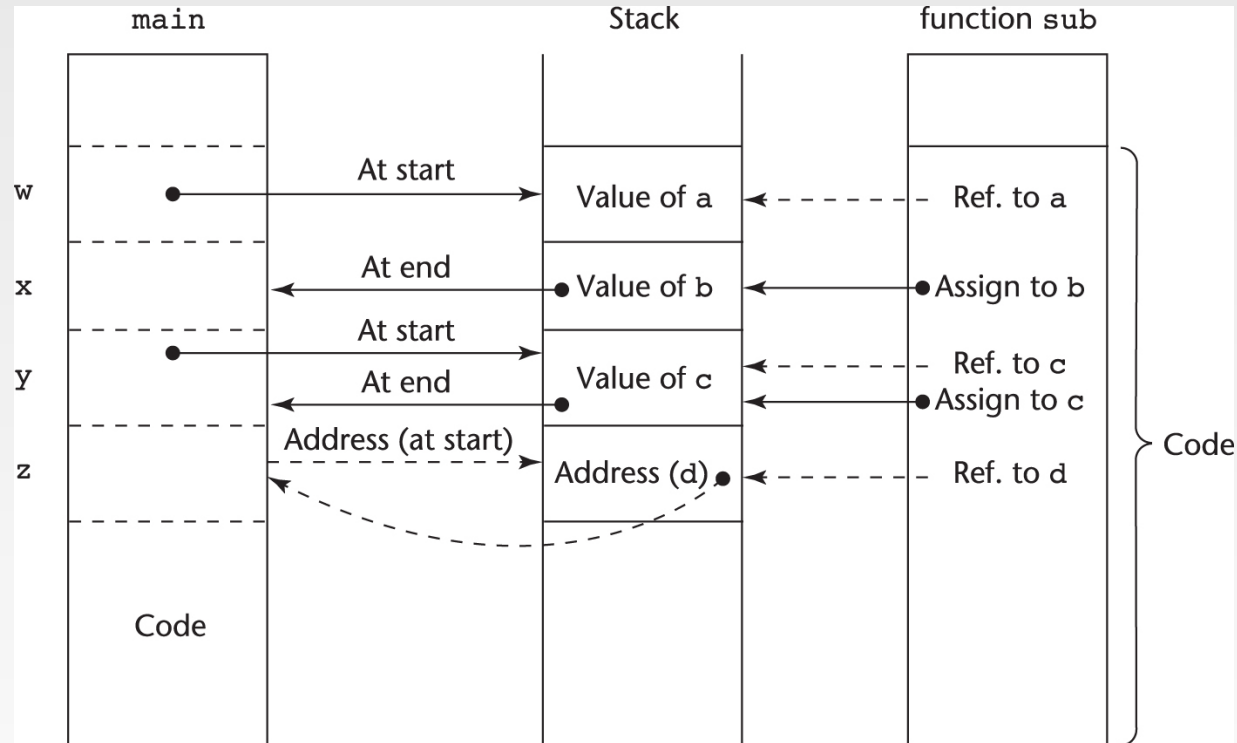 main
Stack
function sub
w
At start
Value of a
Ref. to a
x
At end
Value of b
Assign to b
y
At start
At end
Value of c
Ref. to c
Assign to c
z
Address (at start)
Address (d)
Ref. to d
Code
Code